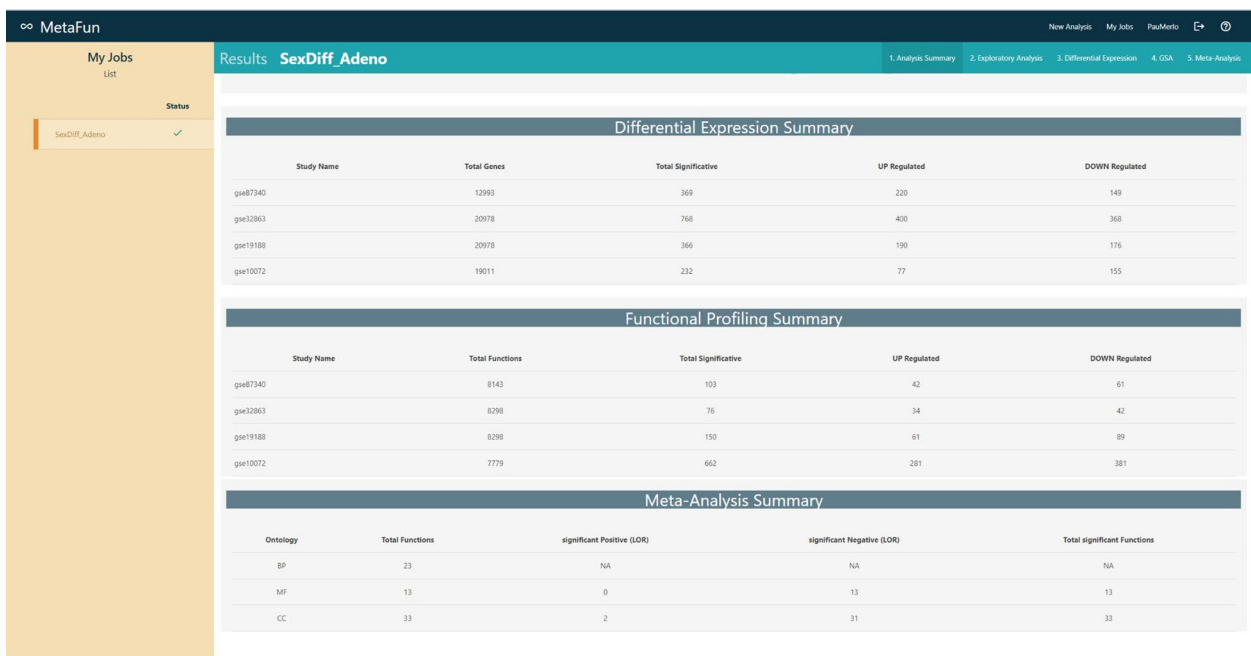 ∞ MetaFun
New Analysis My Jobs PauMerlo
My Jobs
List
Results SexDiff_Adeno
1. Analysis Summary 2. Exploratory Analysis 3. Differential Expression 4. GSA 5. Meta-Analysis
Status
SexDiff_Adeno
Differential Expression Summary
Study Name Total Genes Total Significative UP Regulated DOWN Regulated
gse87340 12993 369 220 149
gse32863 20978 768 400 368
gse19188 20978 366 190 176
gse10072 19011 232 77 155
Functional Profiling Summary
Study Name Total Functions Total Significative UP Regulated DOWN Regulated
gse87340 8143 103 42 61
gse32863 8298 76 34 42
gse19188 8298 150 61 89
gse10072 7779 662 281 381
Meta-Analysis Summary
Ontology Total Functions significant Positive (LOR) significant Negative (LOR) Total significant Functions
BP 23 NA NA NA
MF 13 0 13 13
CC 33 2 31 33